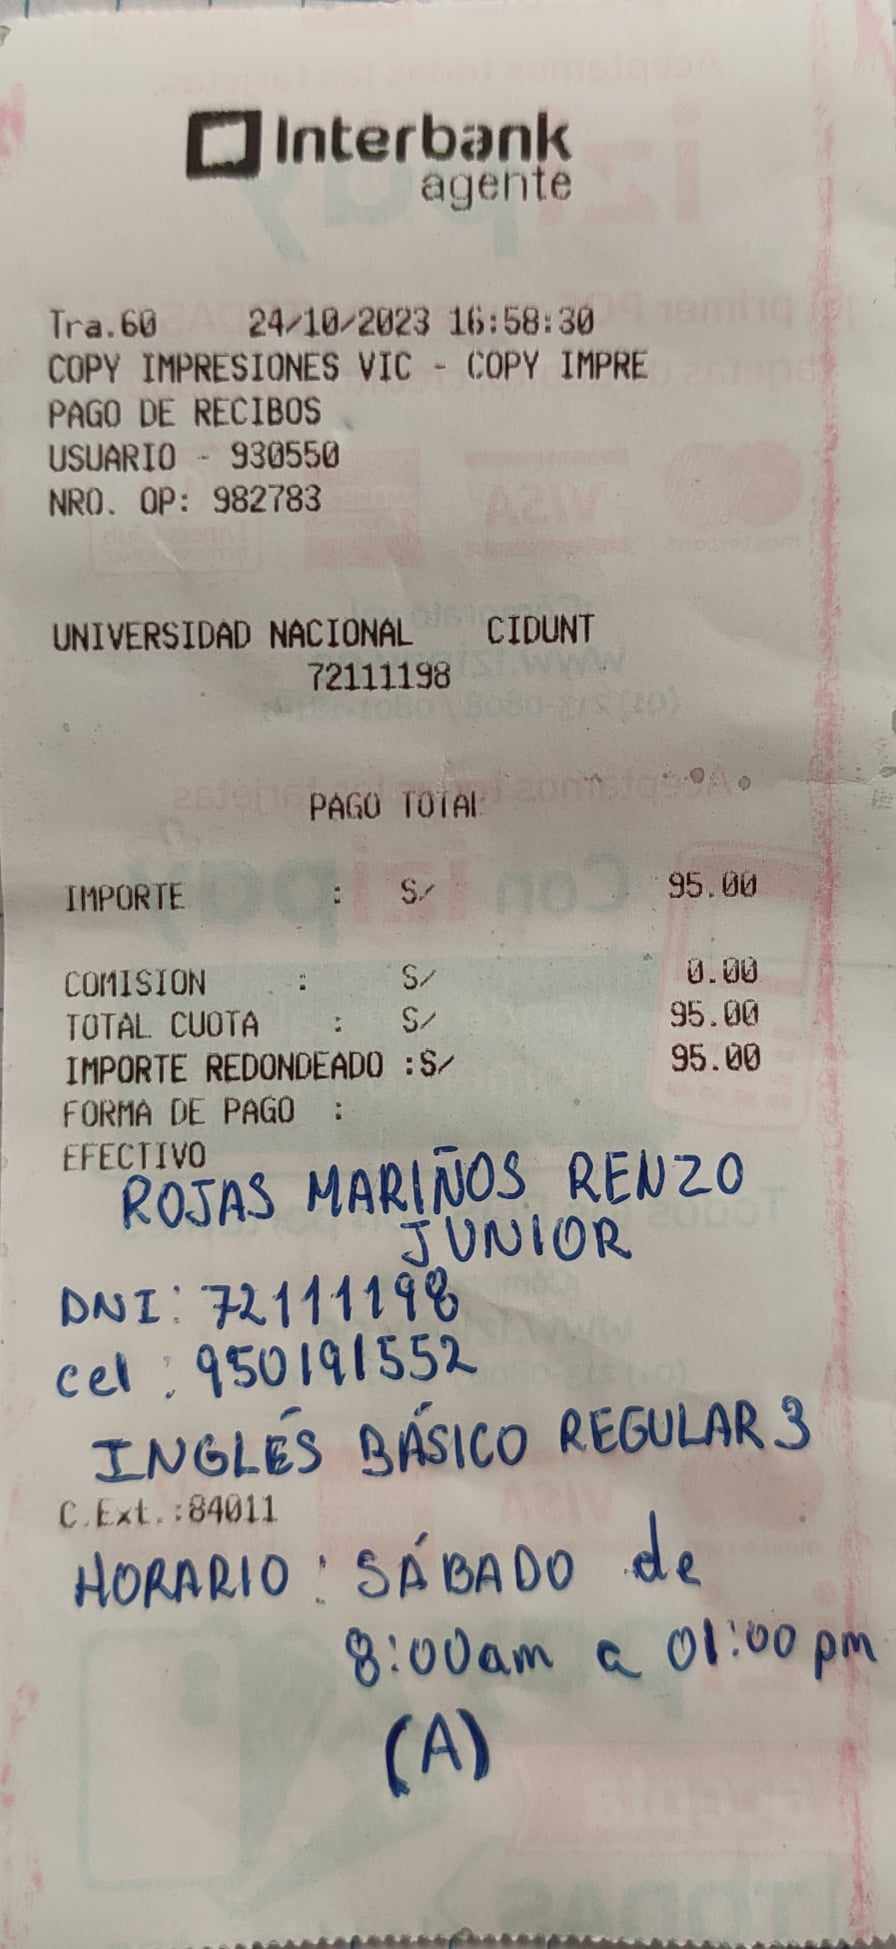 Interbank
agente
Tra.60 24/10/2023 16:58:30
COPY IMPRESIONES VIC - COPY IMPRE
PAGO DE RECIBOS
USUARIO - 930550
NRO. OP: 982783
UNIVERSIDAD NACIONAL CIDUNT
72111198
PAGO TOTAL
IMPORTE : S/ 95.00
COMISION : S/ 0.00
TOTAL CUOTA : S/ 95.00
IMPORTE REDONDEADO :S/ 95.00
FORMA DE PAGO :
EFECTIVO
ROJAS MARIÑOS RENZO
JUNIOR
DNI: 72111198
cel : 950191552
INGLÉS BÁSICO REGULAR 3
C.Ext.:84011
HORARIO : SÁBADO de
8:00am a 01:00 pm
(A)